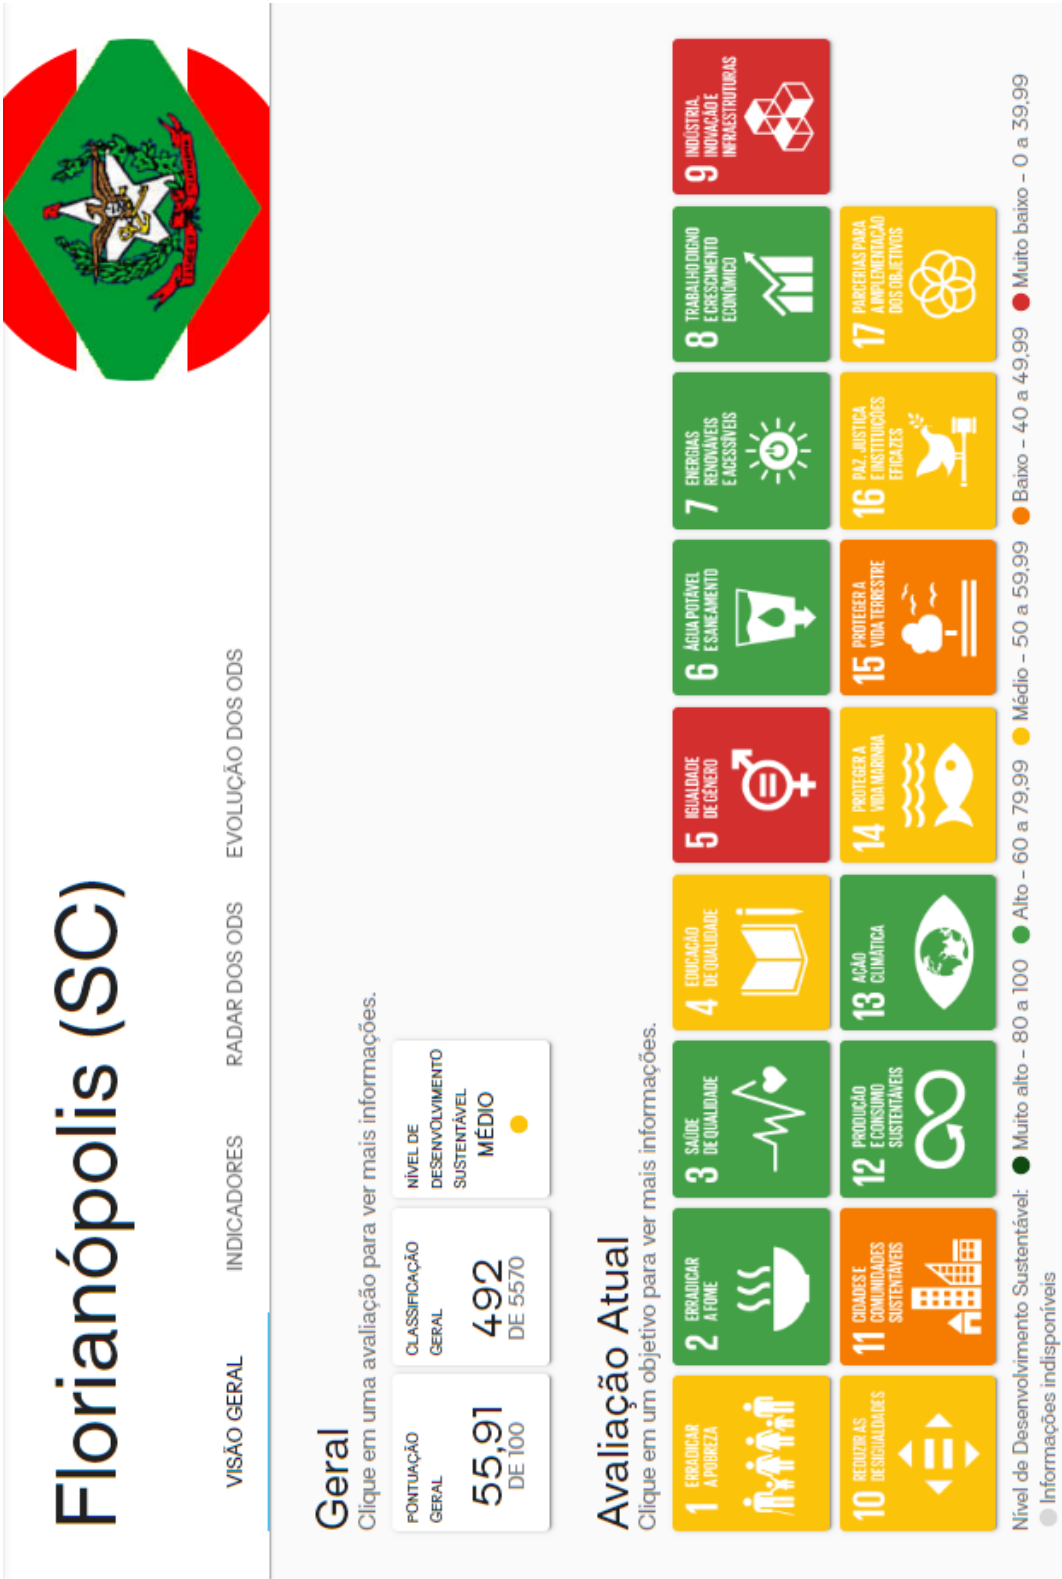 Florianópolis (SC)
VISÃO GERAL
INDICADORES
RADAR DOS ODS
EVOLUÇÃO DOS ODS
Geral
Clique em uma avaliação para ver mais informações.
PONTUAÇÃO
GERAL
55,91
DE 100
CLASSIFICAÇÃO
GERAL
492
DE 5570
NÍVEL DE
DESENVOLVIMENTO
SUSTENTÁVEL
MÉDIO
Avaliação Atual
Clique em um objetivo para ver mais informações.
1 ERRADICAR
A POBREZA
2 ERRADICAR
A FOME
3 SAÚDE
DE QUALIDADE
4 EDUCAÇÃO
DE QUALIDADE
5 IGUALDADE
DE GÉNERO
6 ÁGUA POTÁVEL
E SANEAMENTO
7 ENERGIAS
RENOVÁVEIS
E ACESSÍVEIS
8 TRABALHO DIGNO
E CRESCIMENTO
ECONÓMICO
9 INDÚSTRIA,
INOVAÇÃO E
INFRAESTRUTURAS
10 REDUZIR AS
DESIGUALDADES
11 CIDADES E
COMUNIDADES
SUSTENTÁVEIS
12 PRODUÇÃO
E CONSUMO
SUSTENTÁVEIS
13 AÇÃO
CLIMÁTICA
14 PROTEGER A
VIDA MARINHA
15 PROTEGER A
VIDA TERRESTRE
16 PAZ, JUSTIÇA
E INSTITUIÇÕES
EFICAZES
17 PARCERIAS PARA
A IMPLEMENTAÇÃO
DOS OBJETIVOS
Nível de Desenvolvimento Sustentável: Muito alto - 80 a 100 Alto - 60 a 79,99 Médio - 50 a 59,99 Baixo - 40 a 49,99 Muito baixo - 0 a 39,99
Informações indisponíveis